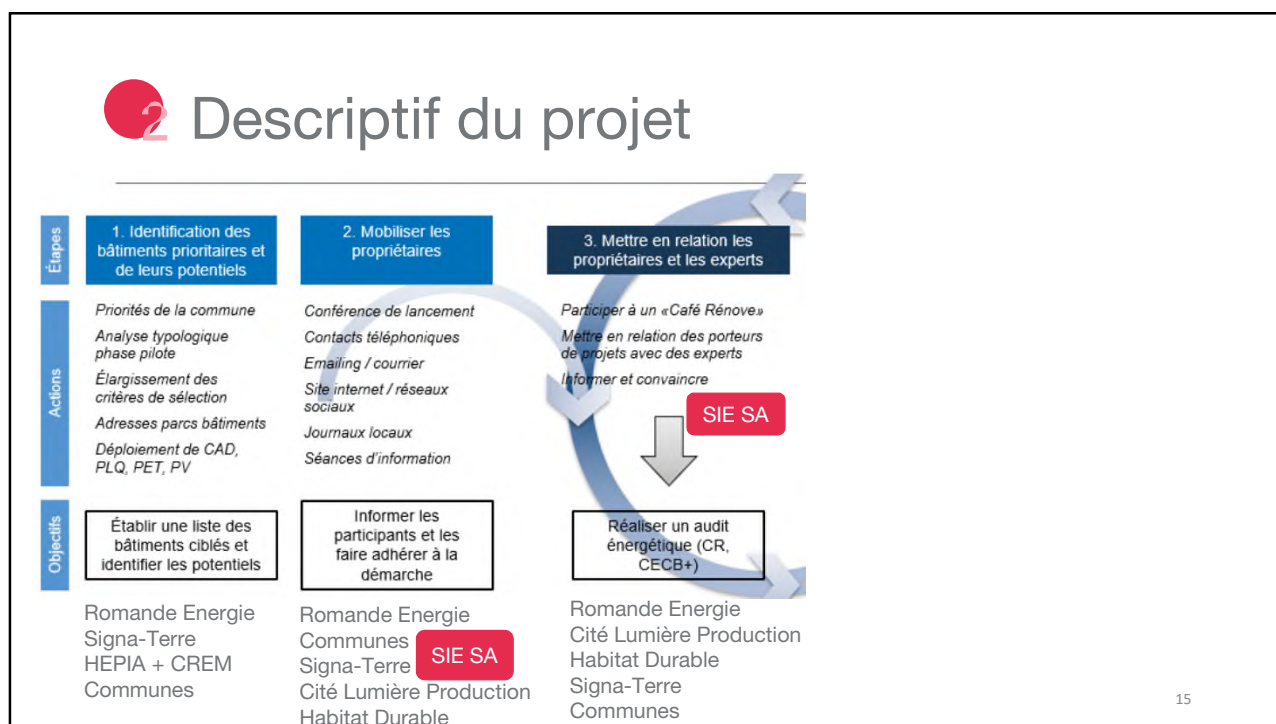 2 Descriptif du projet
Étapes
1. Identification des
bâtiments prioritaires et
de leurs potentiels
2. Mobiliser les
propriétaires
3. Mettre en relation les
propriétaires et les experts
Actions
Priorités de la commune
Analyse typologique
phase pilote
Élargissement des
critères de sélection
Adresses parcs bâtiments
Déploiement de CAD,
PLQ, PET, PV
Conférence de lancement
Contacts téléphoniques
Emailing / courrier
Site internet / réseaux
sociaux
Journaux locaux
Séances d'information
Participer à un «Café Rénove»
Mettre en relation des porteurs
de projets avec des experts
Informer et convaincre
SIE SA
Objectifs
Établir une liste des
bâtiments ciblés et
identifier les potentiels
Informer les
participants et les
faire adhérer à la
démarche
Réaliser un audit
énergétique (CR,
CECB+)
Romande Energie
Signa-Terre
HEPIA + CREM
Communes
Romande Energie
Communes
Signa-Terre
SIE SA
Cité Lumière Production
Habitat Durable
Romande Energie
Cité Lumière Production
Habitat Durable
Signa-Terre
Communes
15